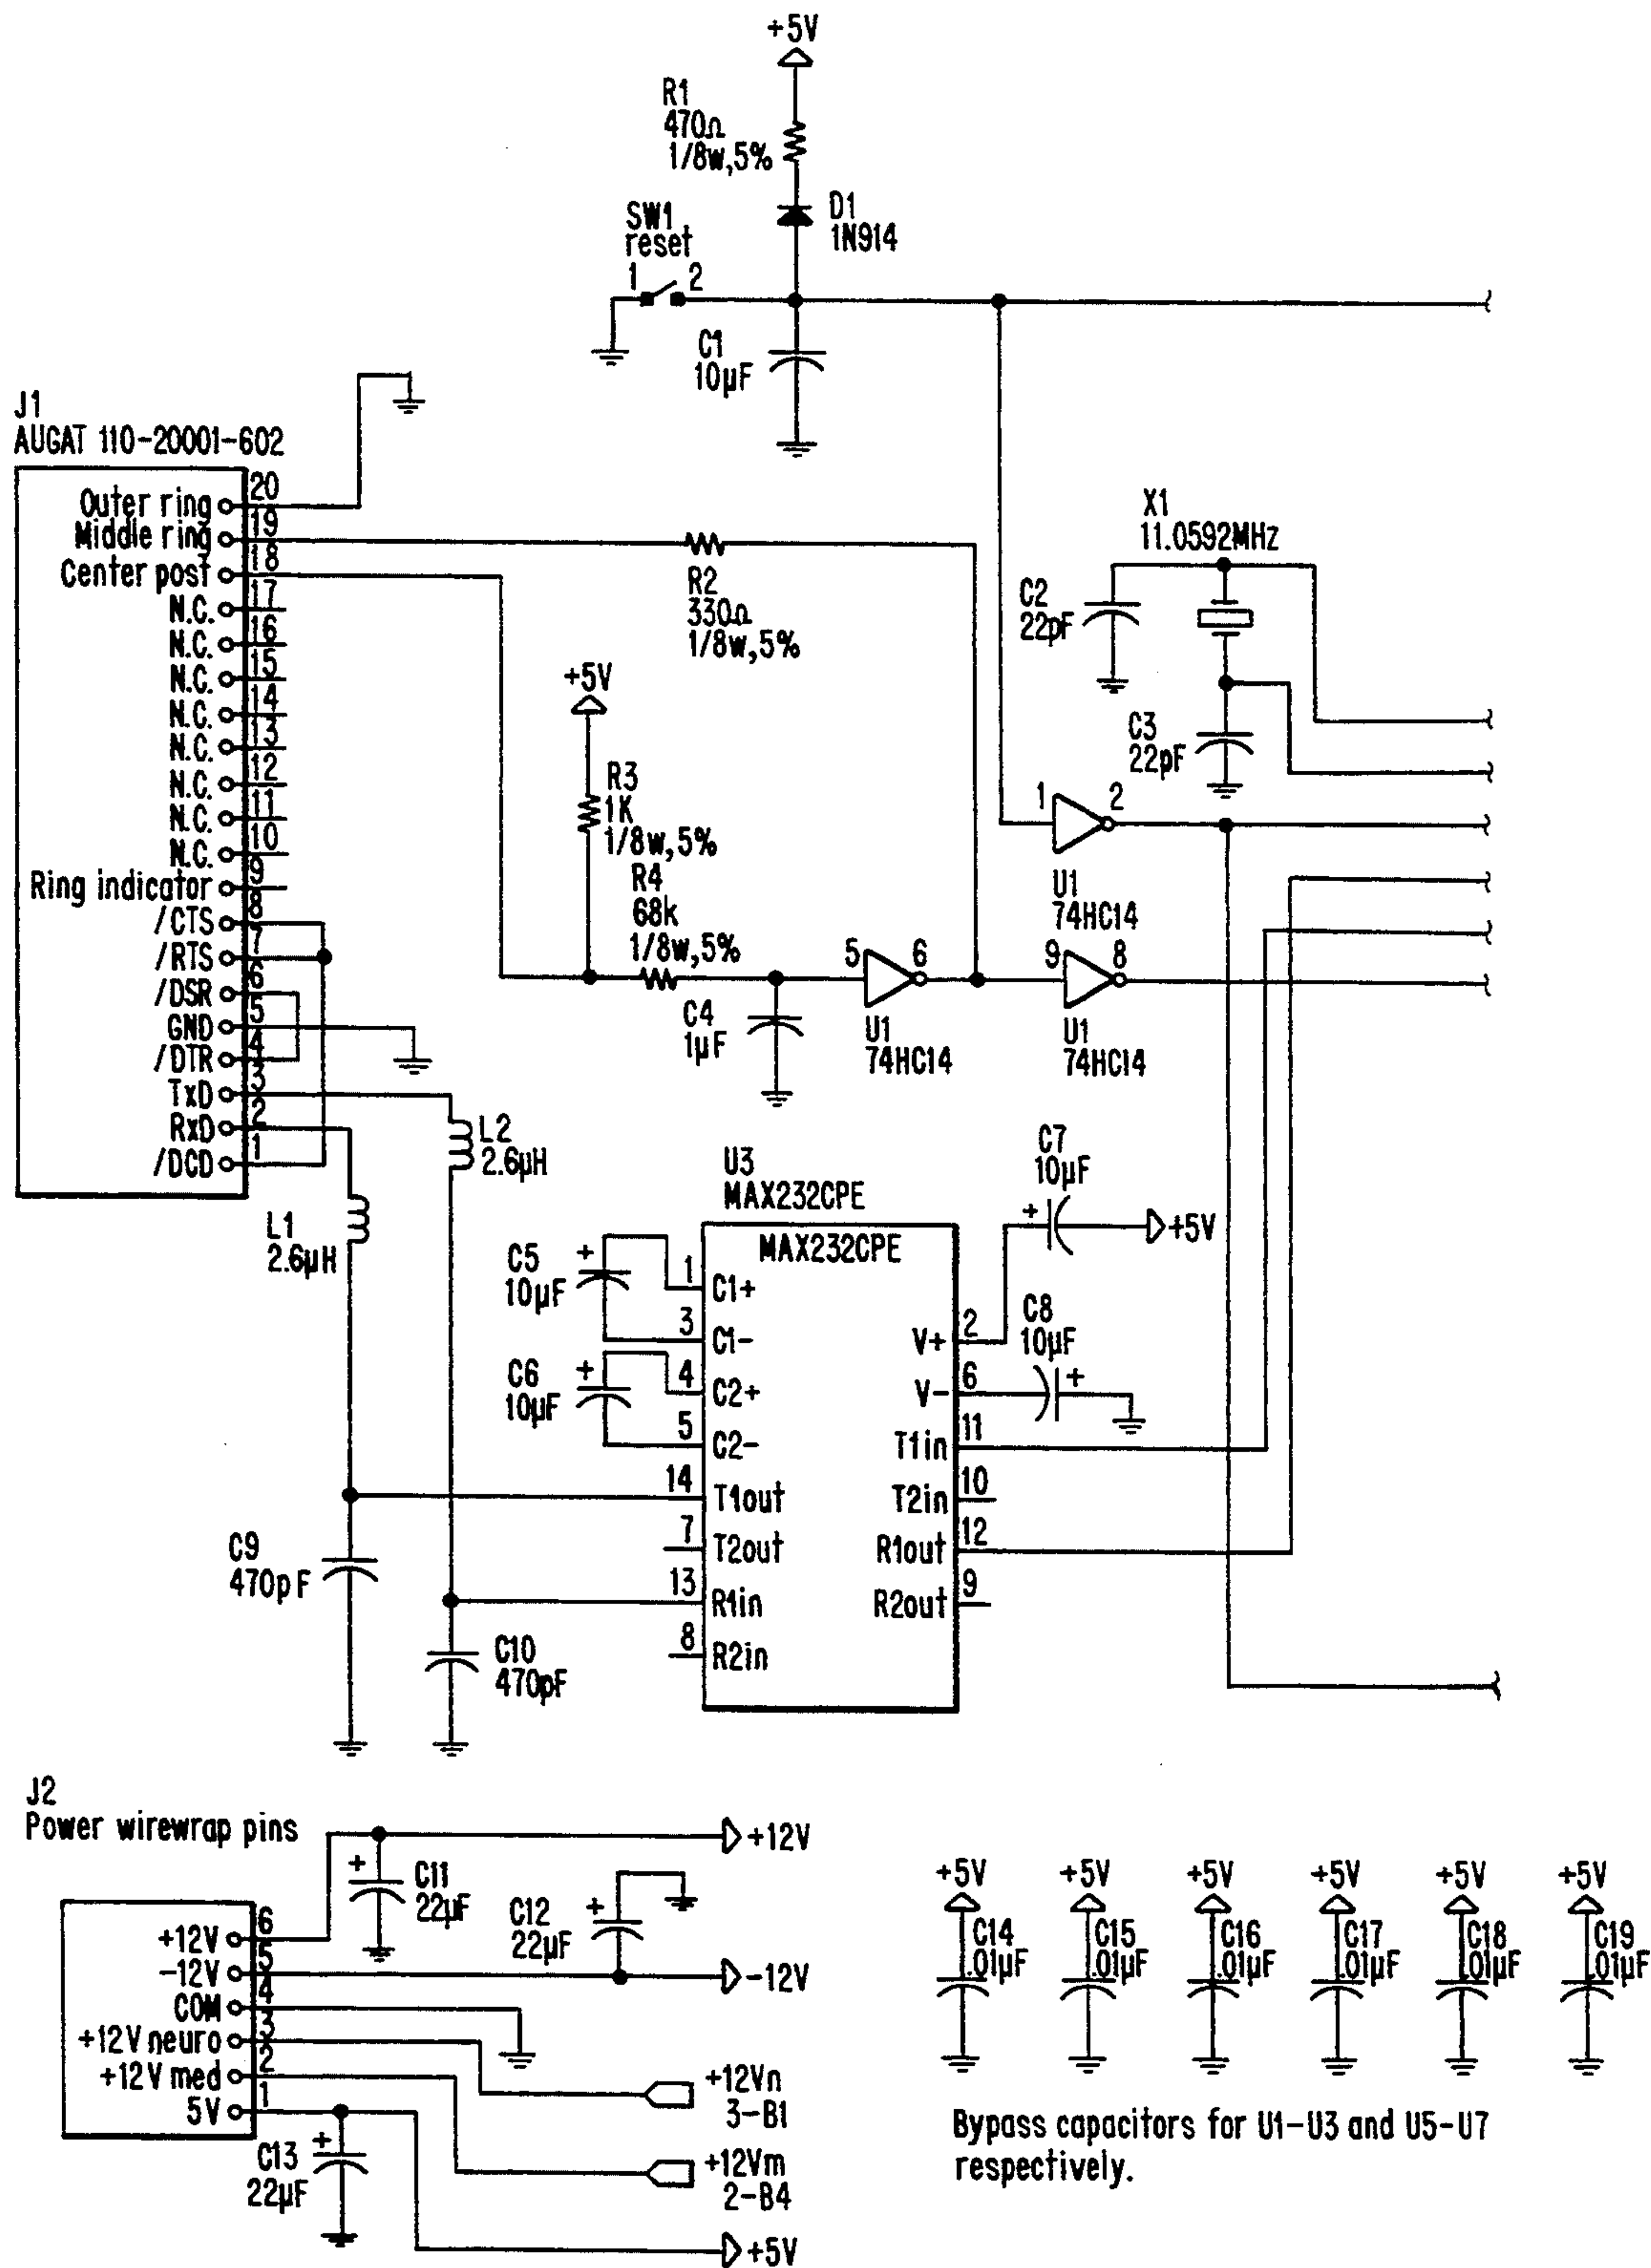 +5V
R1
470Ω
1/8w,5%
D1
1N914
SW1
reset
1
2
C1
10µF
J1
AUGAT 110-20001-602
Outer ring 20
Middle ring 19
Center post 18
N.C. 17
N.C. 16
N.C. 15
N.C. 14
N.C. 13
N.C. 12
N.C. 11
N.C. 10
Ring indicator 9
/CTS 8
/RTS 7
/DSR 6
GND 5
/DTR 4
TxD 3
RxD 2
/DCD 1
R2
330Ω
1/8w,5%
X1
11.0592MHz
C2
22pF
C3
22pF
+5V
R3
1K
1/8w,5%
R4
68k
1/8w,5%
1
2
U1
74HC14
5
6
9
8
C4
1µF
U1
74HC14
U1
74HC14
L2
2.6µH
L1
2.6µH
U3
MAX232CPE
MAX232CPE
C7
10µF
+
+5V
C5
10µF
+
1 C1+
3 C1-
C6
10µF
+
4 C2+
5 C2-
14 T1out
7 T2out
13 R1in
8 R2in
V+ 2
C8
10µF
V- 6
+
T1in 11
T2in 10
R1out 12
R2out 9
C9
470pF
C10
470pF
J2
Power wirewrap pins
+12V
+
C11
22µF
C12
22µF
+
-12V
+12V 6
-12V 5
COM 4
+12V neuro 3
+12V med 2
5V 1
+12Vn
3-B1
+12Vm
2-B4
C13
22µF
+
+5V
+5V +5V +5V +5V +5V +5V
C14 C15 C16 C17 C18 C19
.01µF .01µF .01µF .01µF .01µF .01µF
Bypass capacitors for U1-U3 and U5-U7
respectively.